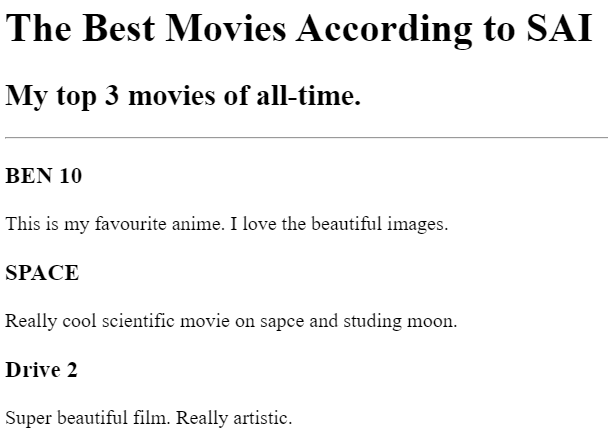 The Best Movies According to SAI
My top 3 movies of all-time.
BEN 10
This is my favourite anime. I love the beautiful images.
SPACE
Really cool scientific movie on sapce and studing moon.
Drive 2
Super beautiful film. Really artistic.